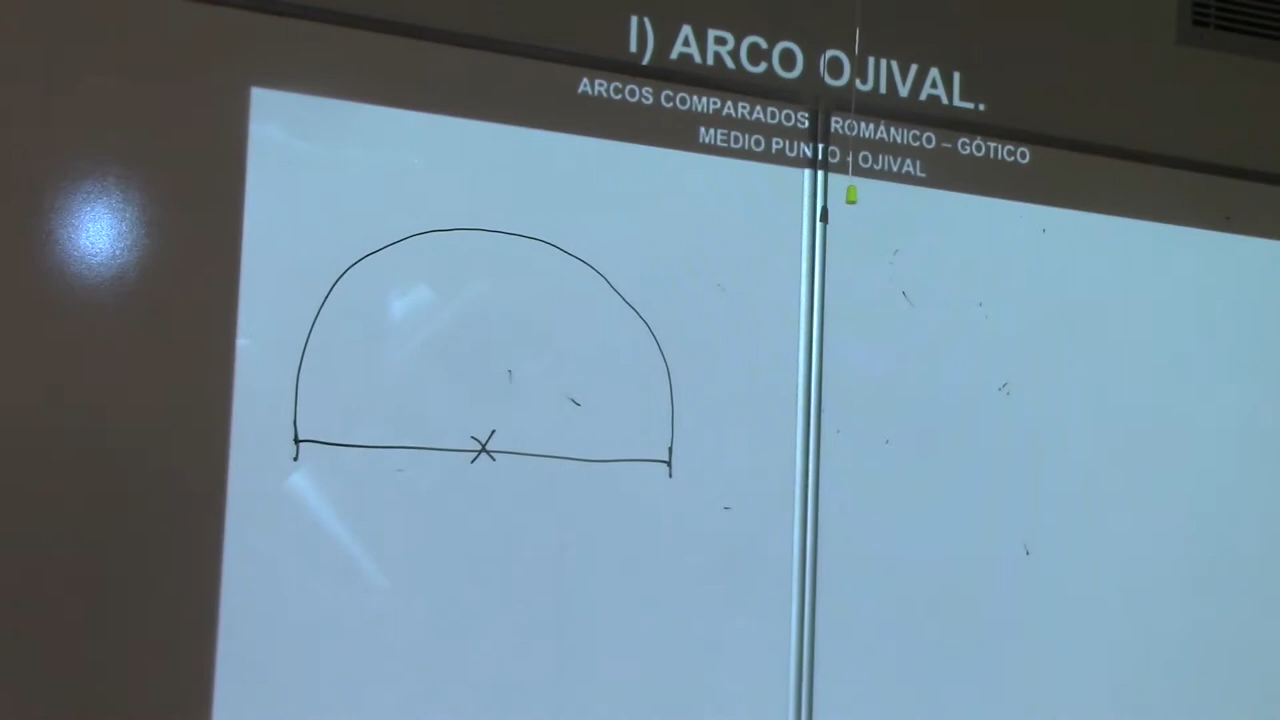 I) ARCO OJIVAL.
ARCOS COMPARADOS ROMÁNICO – GÓTICO
MEDIO PUNTO - OJIVAL